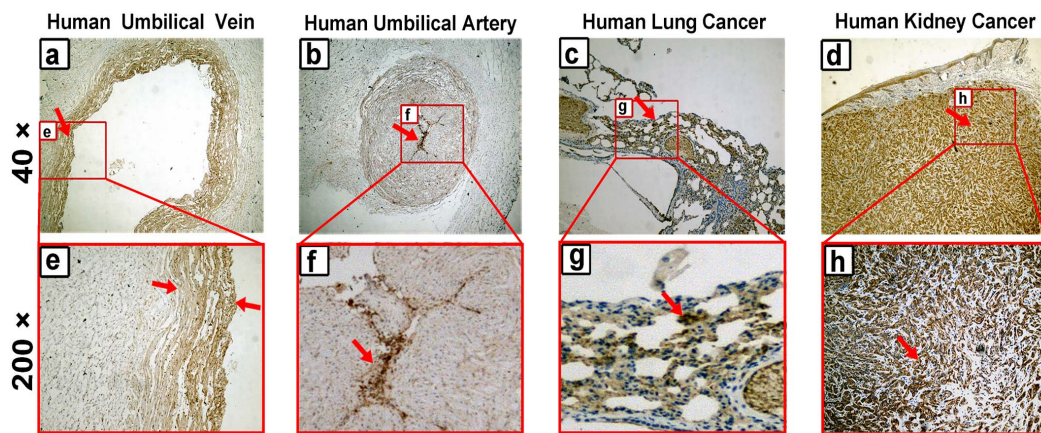 Human Umbilical Vein
Human Umbilical Artery
Human Lung Cancer
Human Kidney Cancer
40 ×
a
e
b
f
c
g
d
h
200 ×
e
f
g
h